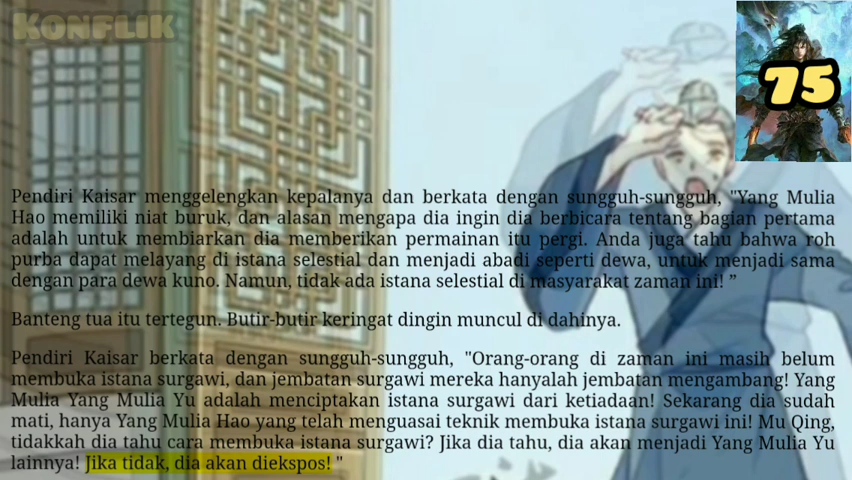 Konflik
75
Pendiri Kaisar menggelengkan kepalanya dan berkata dengan sungguh-sungguh, "Yang Mulia
Hao memiliki niat buruk, dan alasan mengapa dia ingin dia berbicara tentang bagian pertama
adalah untuk membiarkan dia memberikan permainan itu pergi. Anda juga tahu bahwa roh
purba dapat melayang di istana selestial dan menjadi abadi seperti dewa, untuk menjadi sama
dengan para dewa kuno. Namun, tidak ada istana selestial di masyarakat zaman ini! ”
Banteng tua itu tertegun. Butir-butir keringat dingin muncul di dahinya.
Pendiri Kaisar berkata dengan sungguh-sungguh, "Orang-orang di zaman ini masih belum
membuka istana surgawi, dan jembatan surgawi mereka hanyalah jembatan mengambang! Yang
Mulia Yang Mulia Yu adalah menciptakan istana surgawi dari ketiadaan! Sekarang dia sudah
mati, hanya Yang Mulia Hao yang telah menguasai teknik membuka istana surgawi ini! Mu Qing,
tidakkah dia tahu cara membuka istana surgawi? Jika dia tahu, dia akan menjadi Yang Mulia Yu
lainnya! Jika tidak, dia akan diekspos! "